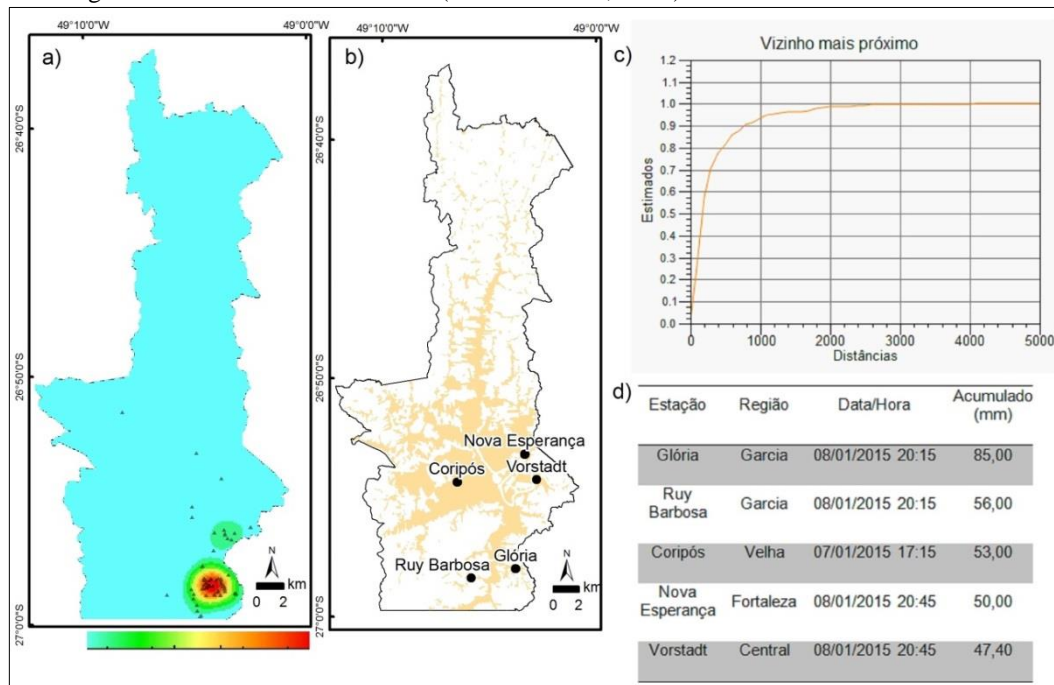 49°10'0"W
49°0'0"W
a)
26°40'0"S
26°50'0"S
27°0'0"S
N
km
0 2
49°10'0"W
49°0'0"W
b)
26°40'0"S
26°50'0"S
27°0'0"S
Nova Esperança
Coripós
Vorstadt
Ruy Barbosa
Glória
N
km
0 2
c)
Vizinho mais próximo
Estimados
1.2
1.1
1.0
0.9
0.8
0.7
0.6
0.5
0.4
0.3
0.2
0.1
0.0
0 1000 2000 3000 4000 5000
Distâncias
d)
Estação Região Data/Hora Acumulado
(mm)
Glória Garcia 08/01/2015 20:15 85,00
Ruy
Barbosa Garcia 08/01/2015 20:15 56,00
Coripós Velha 07/01/2015 17:15 53,00
Nova
Esperança Fortaleza 08/01/2015 20:45 50,00
Vorstadt Central 08/01/2015 20:45 47,40